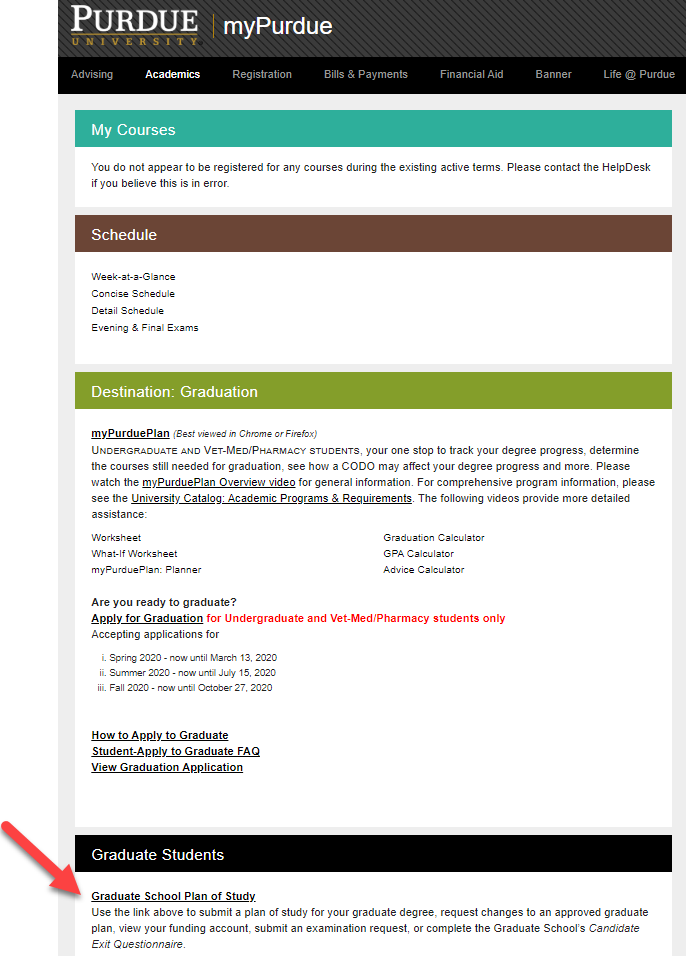 PURDUE
UNIVERSITY
myPurdue
Advising Academics Registration Bills & Payments Financial Aid Banner Life @ Purdue
My Courses
You do not appear to be registered for any courses during the existing active terms. Please contact the HelpDesk
if you believe this is in error.
Schedule
Week-at-a-Glance
Concise Schedule
Detail Schedule
Evening & Final Exams
Destination: Graduation
myPurduePlan (Best viewed in Chrome or Firefox)
UNDERGRADUATE AND VET-MED/PHARMACY STUDENTS, your one stop to track your degree progress, determine
the courses still needed for graduation, see how a CODO may affect your degree progress and more. Please
watch the myPurduePlan Overview video for general information. For comprehensive program information, please
see the University Catalog: Academic Programs & Requirements. The following videos provide more detailed
assistance:
Worksheet Graduation Calculator
What-If Worksheet GPA Calculator
myPurduePlan: Planner Advice Calculator
Are you ready to graduate?
Apply for Graduation for Undergraduate and Vet-Med/Pharmacy students only
Accepting applications for
i. Spring 2020 - now until March 13, 2020
ii. Summer 2020 - now until July 15, 2020
iii. Fall 2020 - now until October 27, 2020
How to Apply to Graduate
Student-Apply to Graduate FAQ
View Graduation Application
Graduate Students
Graduate School Plan of Study
Use the link above to submit a plan of study for your graduate degree, request changes to an approved graduate
plan, view your funding account, submit an examination request, or complete the Graduate School's Candidate
Exit Questionnaire.